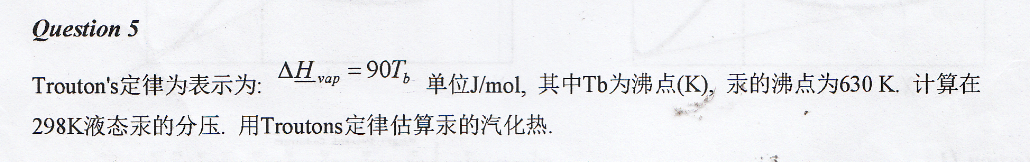 Question 5
Trouton's定律为表示为: ΔH vap = 90Tb 单位J/mol, 其中Tb为沸点(K), 汞的沸点为630 K. 计算在
298K液态汞的分压. 用Troutons定律估算汞的汽化热.